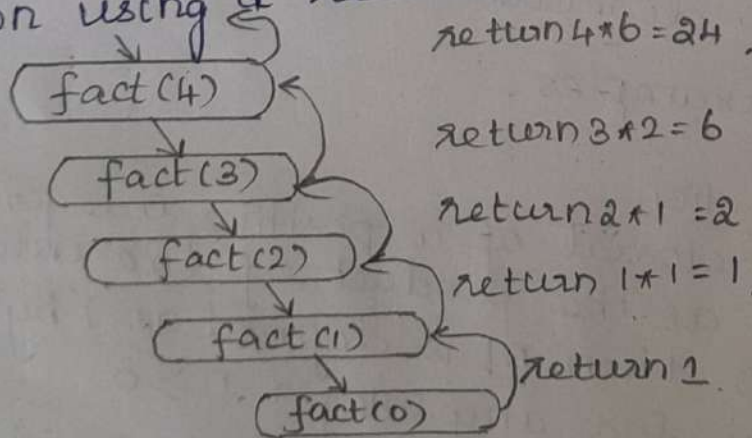 on using a
return 4*6=24
fact(4)
return 3*2=6
fact(3)
return 2*1=2
fact(2)
return 1*1=1
fact(1)
return 1
fact(0)